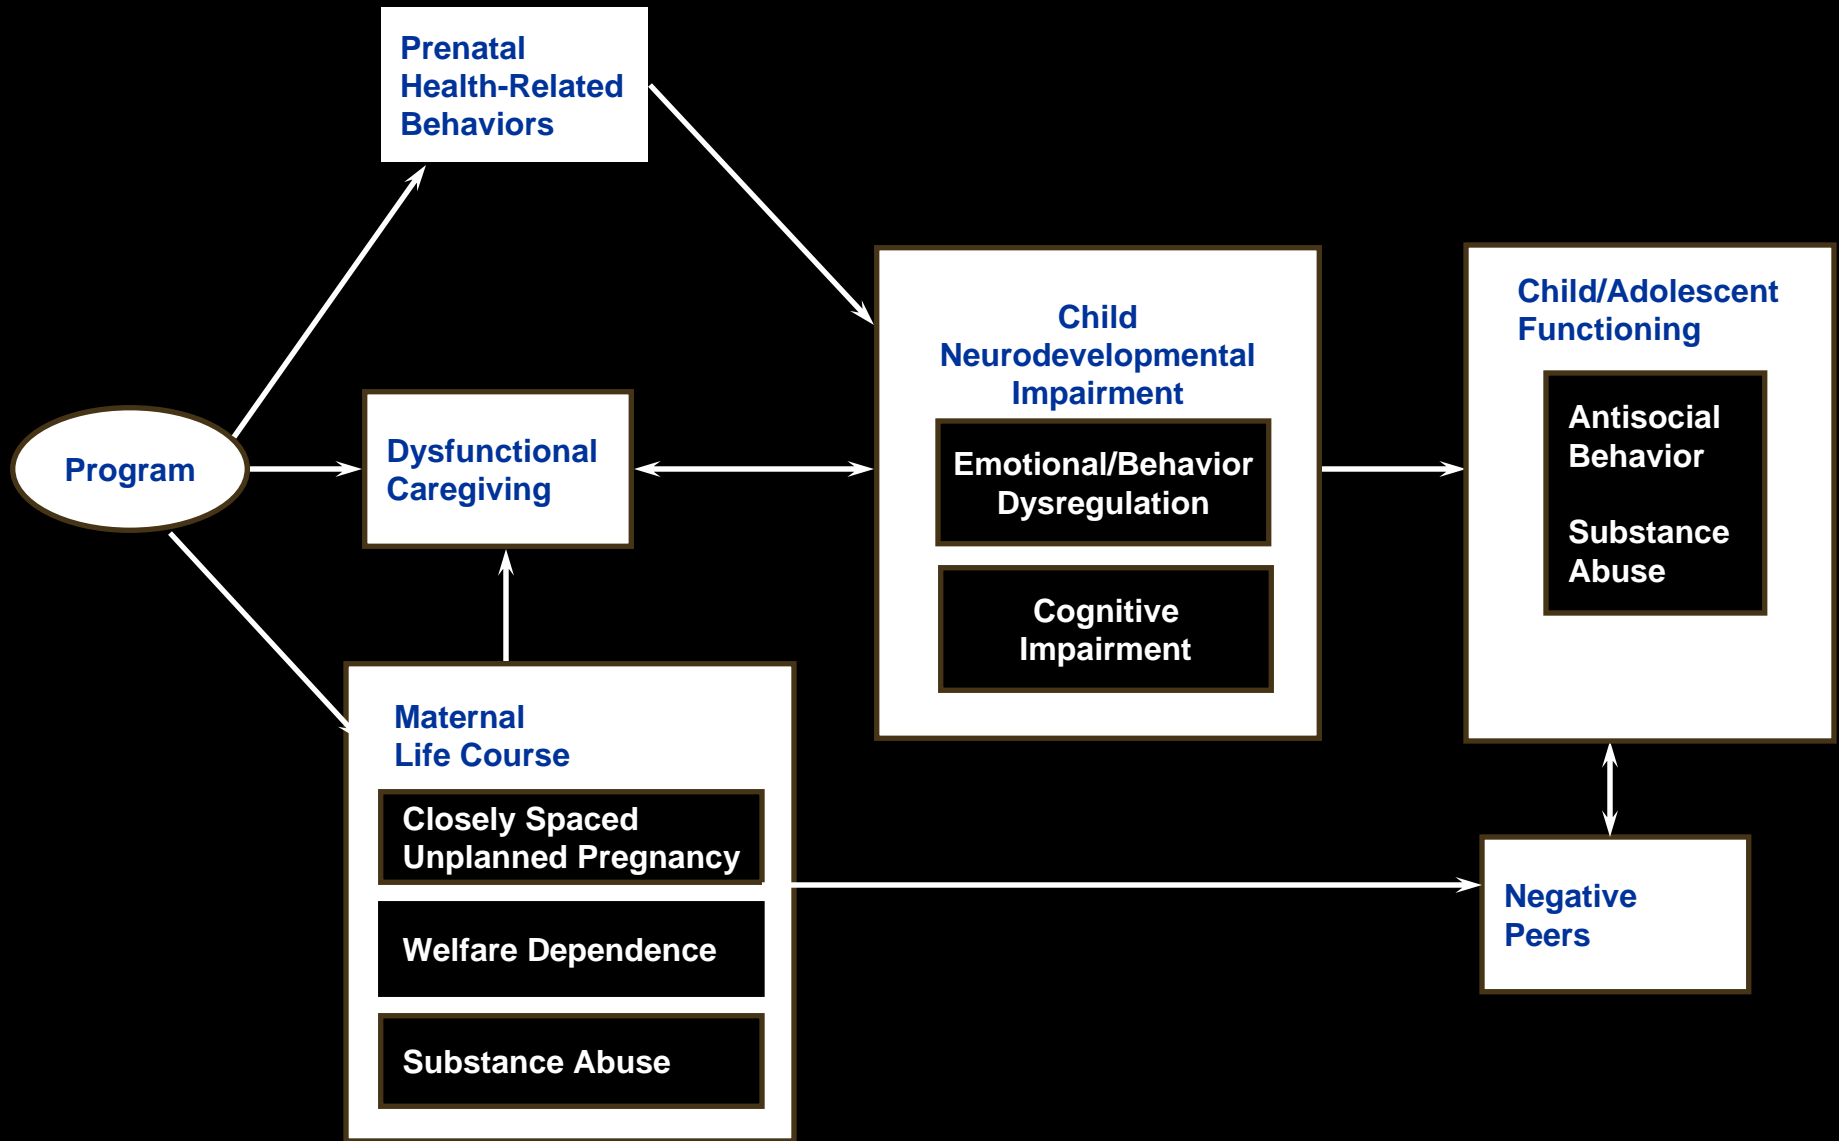 Prenatal
Health-Related
Behaviors
Program
Dysfunctional
Caregiving
Maternal
Life Course
Closely Spaced
Unplanned Pregnancy
Welfare Dependence
Substance Abuse
Child
Neurodevelopmental
Impairment
Emotional/Behavior
Dysregulation
Cognitive
Impairment
Child/Adolescent
Functioning
Antisocial
Behavior
Substance
Abuse
Negative
Peers